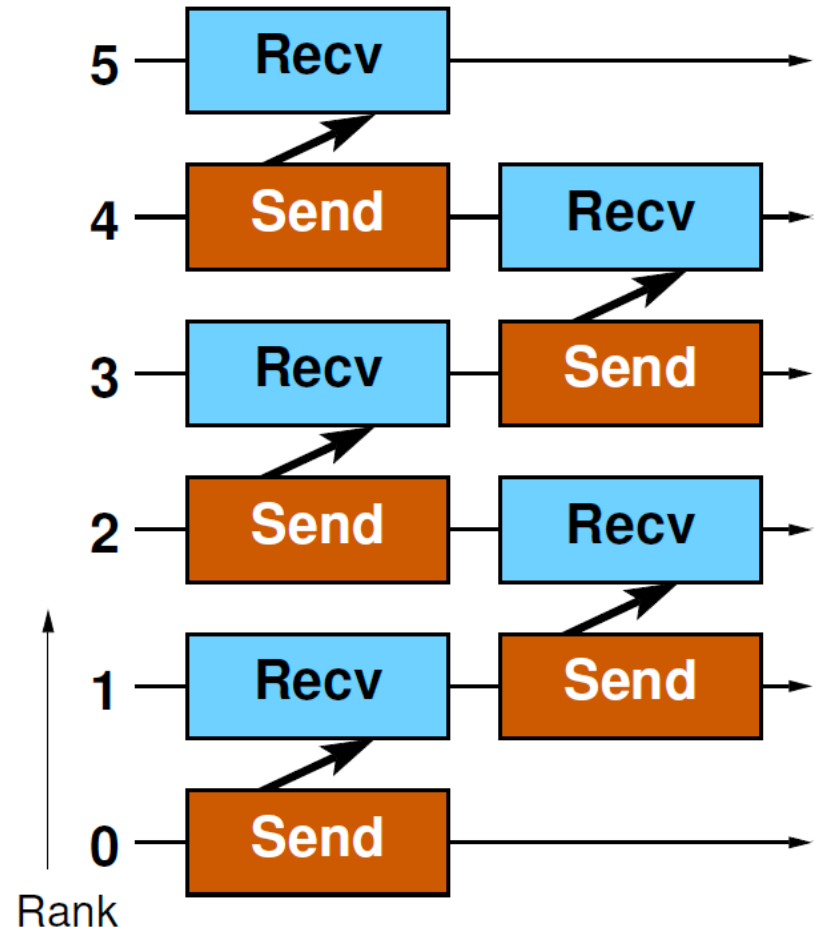 5 Recv
4 Send Recv
3 Recv Send
2 Send Recv
1 Recv Send
0 Send
Rank